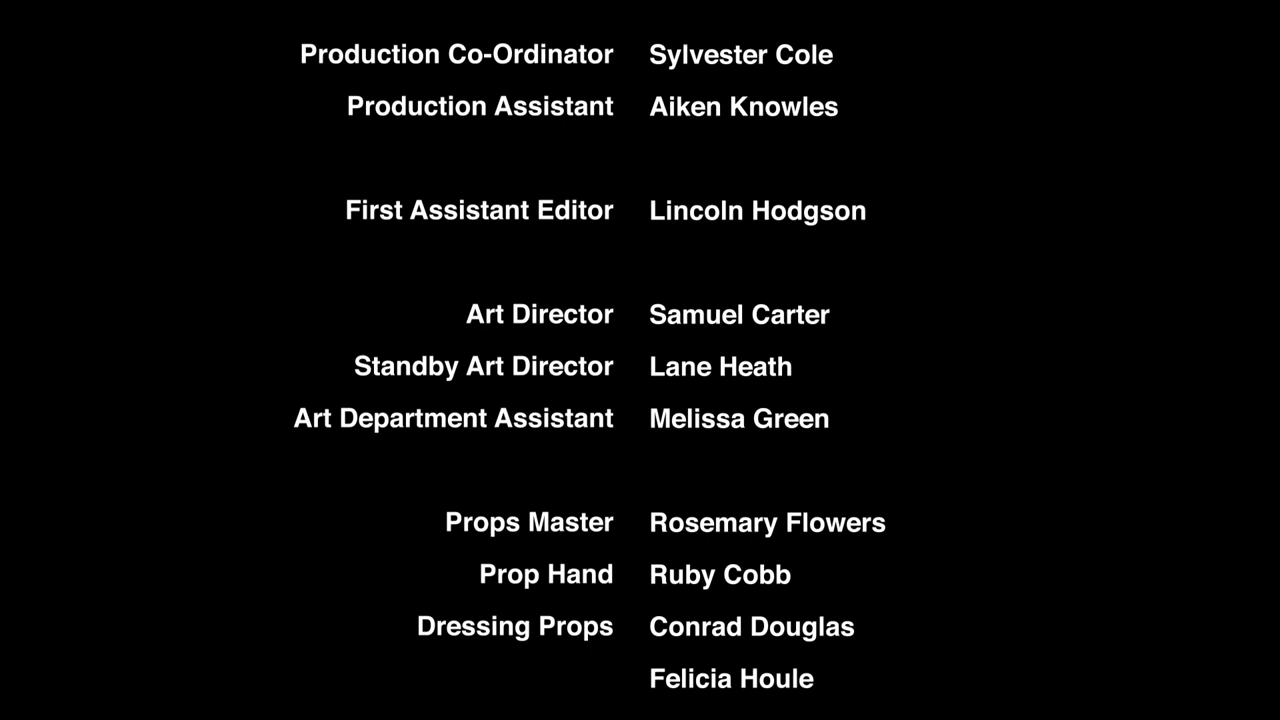 Production Co-Ordinator Sylvester Cole
Production Assistant Aiken Knowles
First Assistant Editor Lincoln Hodgson
Art Director Samuel Carter
Standby Art Director Lane Heath
Art Department Assistant Melissa Green
Props Master Rosemary Flowers
Prop Hand Ruby Cobb
Dressing Props Conrad Douglas
Felicia Houle